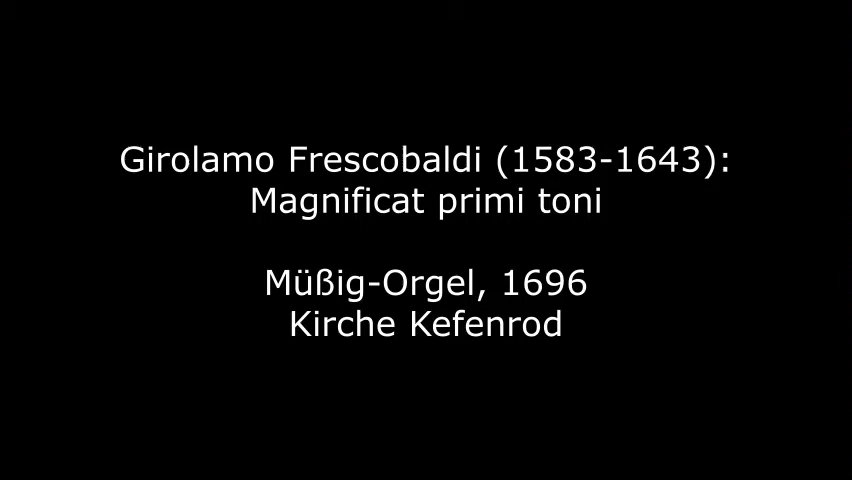 Girolamo Frescobaldi (1583-1643):
Magnificat primi toni
Müßig-Orgel, 1696
Kirche Kefenrod